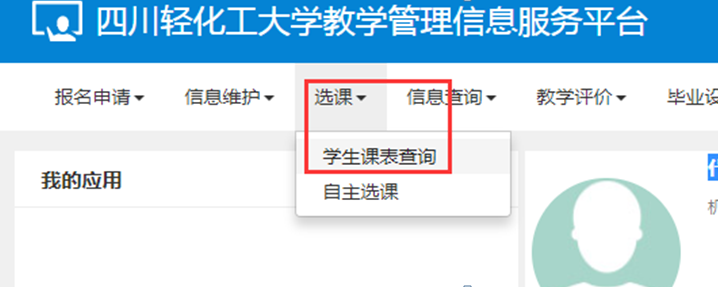 四川轻化工大学教学管理信息服务平台
报名申请 信息维护 选课 信息查询 教学评价 毕业设
学生课表查询
我的应用
自主选课